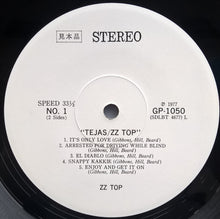 見本品
STEREO
SPEED 33⅓
NO. 1
(2 Sides)
℗ 1977
GP-1050
(SDLBT 4677) L
"TEJAS/ZZ TOP"
1. IT'S ONLY LOVE (Gibbons, Hill, Beard)
2. ARRESTED FOR DRIVING WHILE BLIND
(Gibbons, Hill, Beard)
3. EL DIABLO (Gibbons, Hill, Beard)
4. SNAPPY KAKKIE (Gibbons, Hill, Beard)
5. ENJOY AND GET IT ON
(Gibbons, Hill, Beard)
ZZ TOP